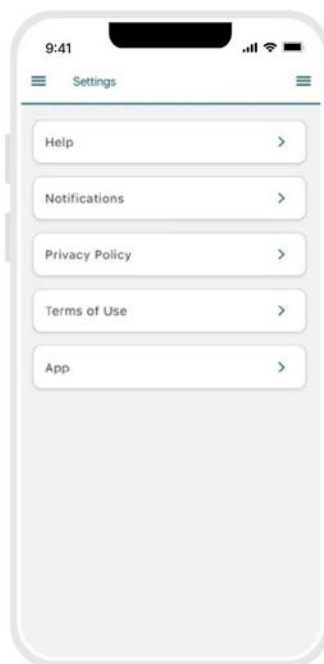 9:41
Settings
Help
Notifications
Privacy Policy
Terms of Use
App